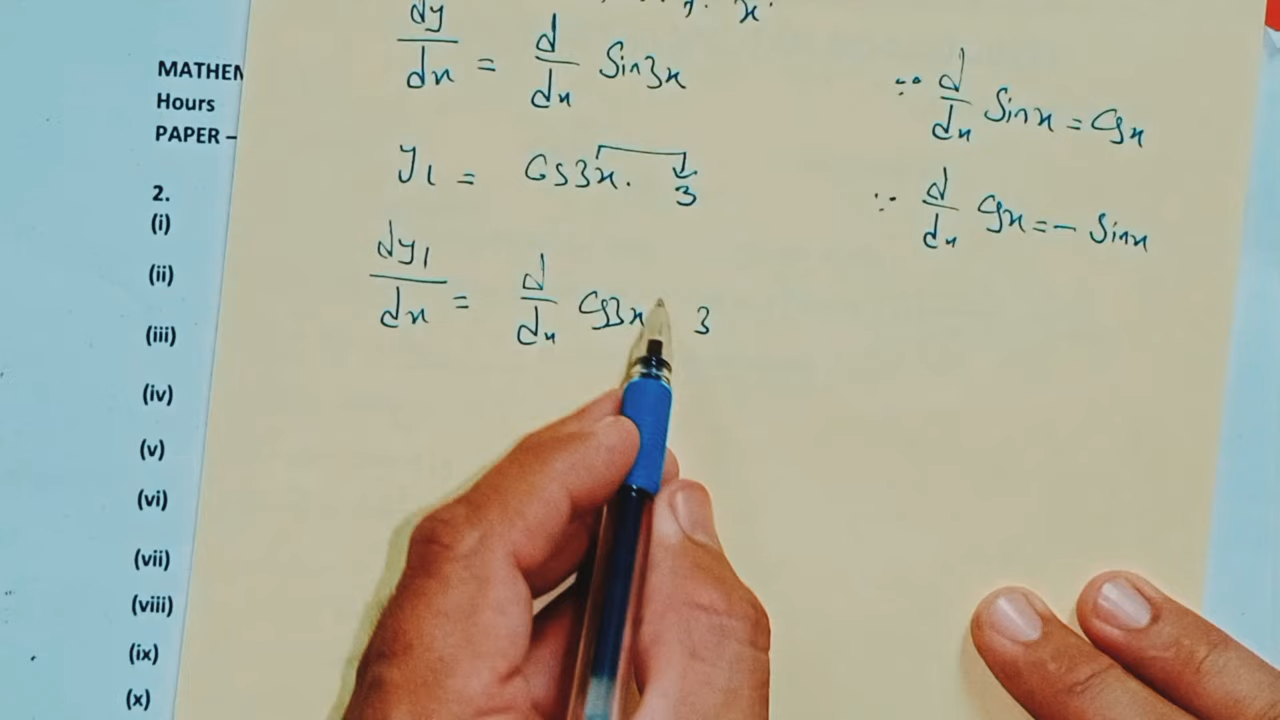 dy/dx = d/dx Sin3x
∵ d/dx Sinx = Cosx
y₁ = Cos3x. 3
∵ d/dx Cosx = - Sinx
dy₁/dx = d/dx Cos3x 3
MATHEM
Hours
PAPER –
2.
(i)
(ii)
(iii)
(iv)
(v)
(vi)
(vii)
(viii)
(ix)
(x)